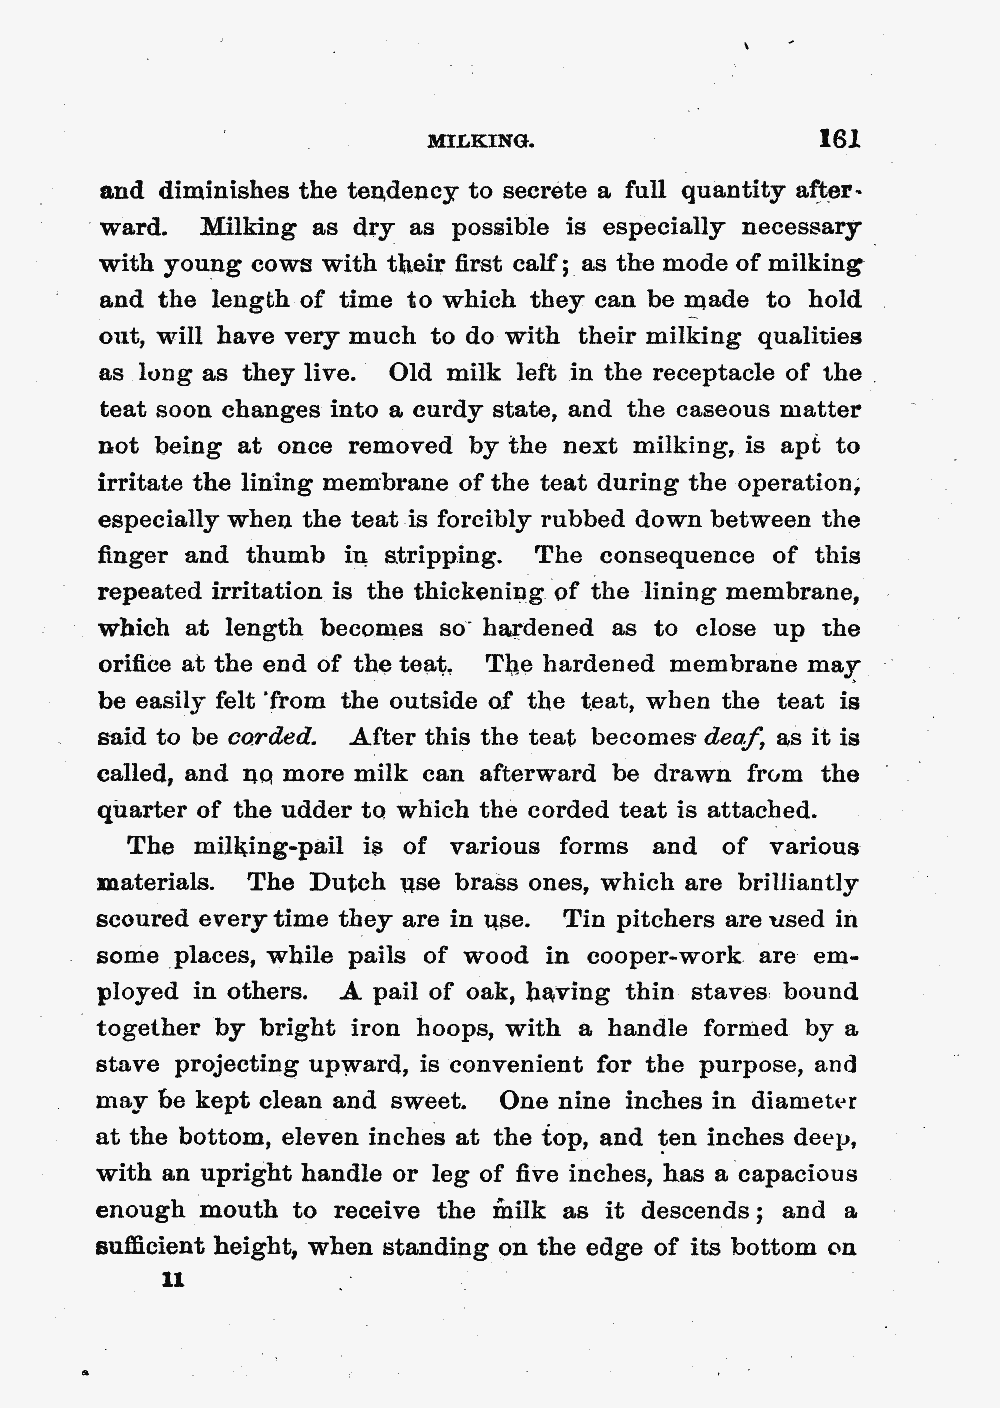 MILKING. 161
and diminishes the tendency to secrete a full quantity after-
ward. Milking as dry as possible is especially necessary
with young cows with their first calf; as the mode of milking
and the length of time to which they can be made to hold
out, will have very much to do with their milking qualities
as long as they live. Old milk left in the receptacle of the
teat soon changes into a curdy state, and the caseous matter
not being at once removed by the next milking, is apt to
irritate the lining membrane of the teat during the operation,
especially when the teat is forcibly rubbed down between the
finger and thumb in stripping. The consequence of this
repeated irritation is the thickening of the lining membrane,
which at length becomes so hardened as to close up the
orifice at the end of the teat. The hardened membrane may
be easily felt from the outside of the teat, when the teat is
said to be corded. After this the teat becomes deaf, as it is
called, and no more milk can afterward be drawn from the
quarter of the udder to which the corded teat is attached.
The milking-pail is of various forms and of various
materials. The Dutch use brass ones, which are brilliantly
scoured every time they are in use. Tin pitchers are used in
some places, while pails of wood in cooper-work are em-
ployed in others. A pail of oak, having thin staves bound
together by bright iron hoops, with a handle formed by a
stave projecting upward, is convenient for the purpose, and
may be kept clean and sweet. One nine inches in diameter
at the bottom, eleven inches at the top, and ten inches deep,
with an upright handle or leg of five inches, has a capacious
enough mouth to receive the milk as it descends; and a
sufficient height, when standing on the edge of its bottom on
11